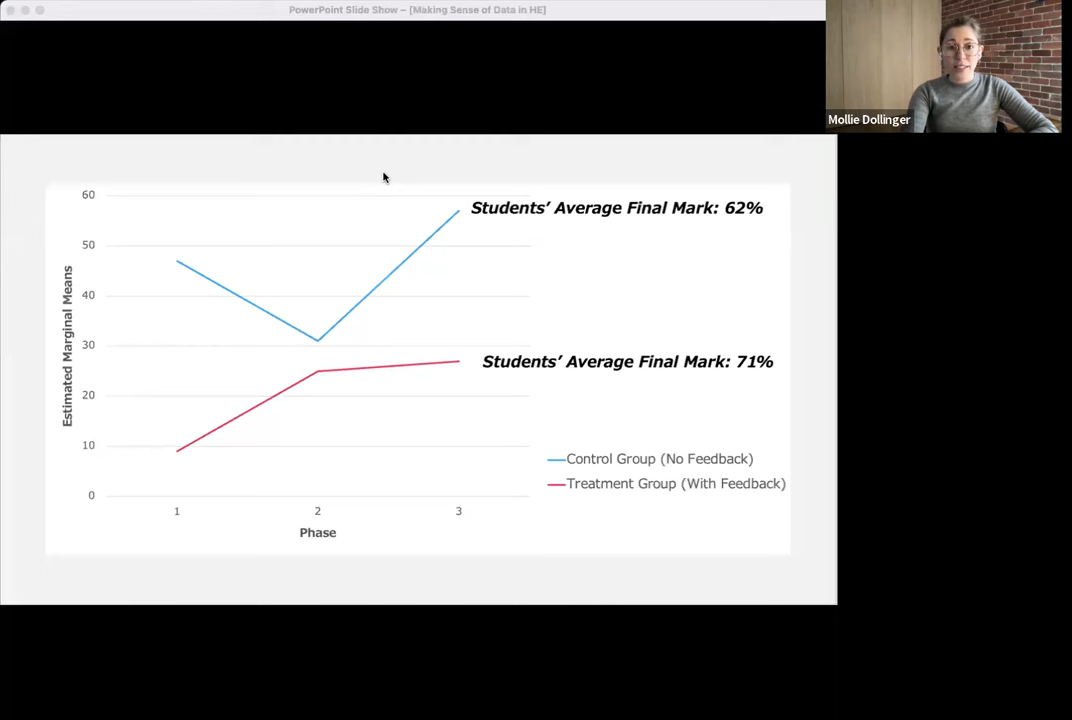 PowerPoint Slide Show – [Making Sense of Data in HE]
Mollie Dollinger
60
50
40
30
20
10
0
Estimated Marginal Means
1
2
3
Phase
Students’ Average Final Mark: 62%
Students’ Average Final Mark: 71%
Control Group (No Feedback)
Treatment Group (With Feedback)